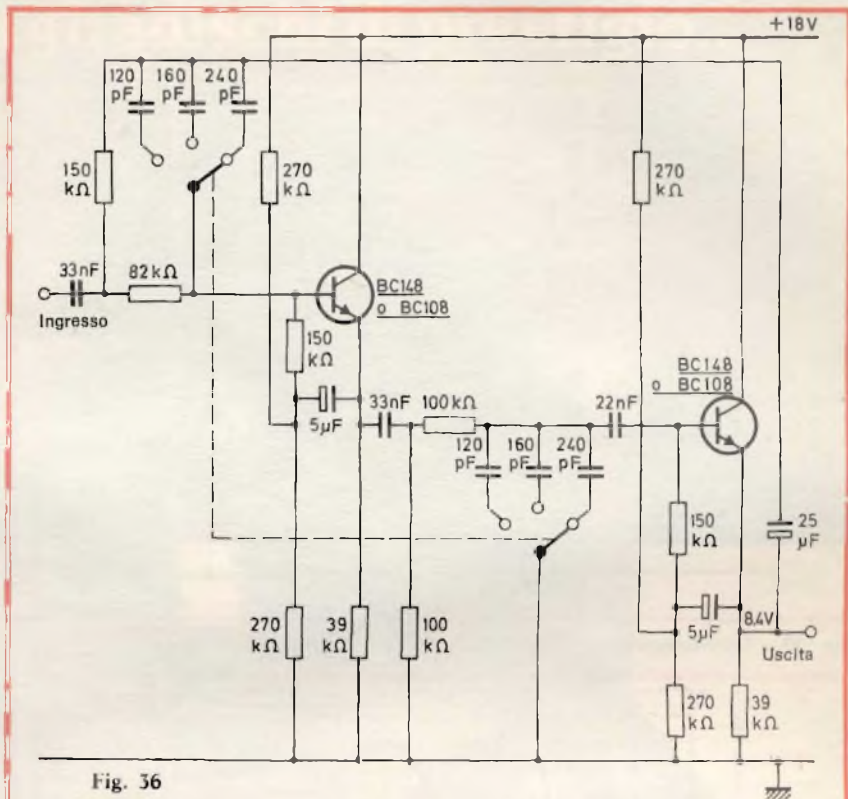 +18V
120 pF
160 pF
240 pF
150 kΩ
270 kΩ
270 kΩ
33nF
82kΩ
Ingresso
BC148
o BC108
150 kΩ
5µF
33nF
100kΩ
120 pF
160 pF
240 pF
22nF
BC148
o BC108
150 kΩ
25 µF
5µF
8,4V
Uscita
270 kΩ
39 kΩ
100 kΩ
270 kΩ
39 kΩ
Fig. 36